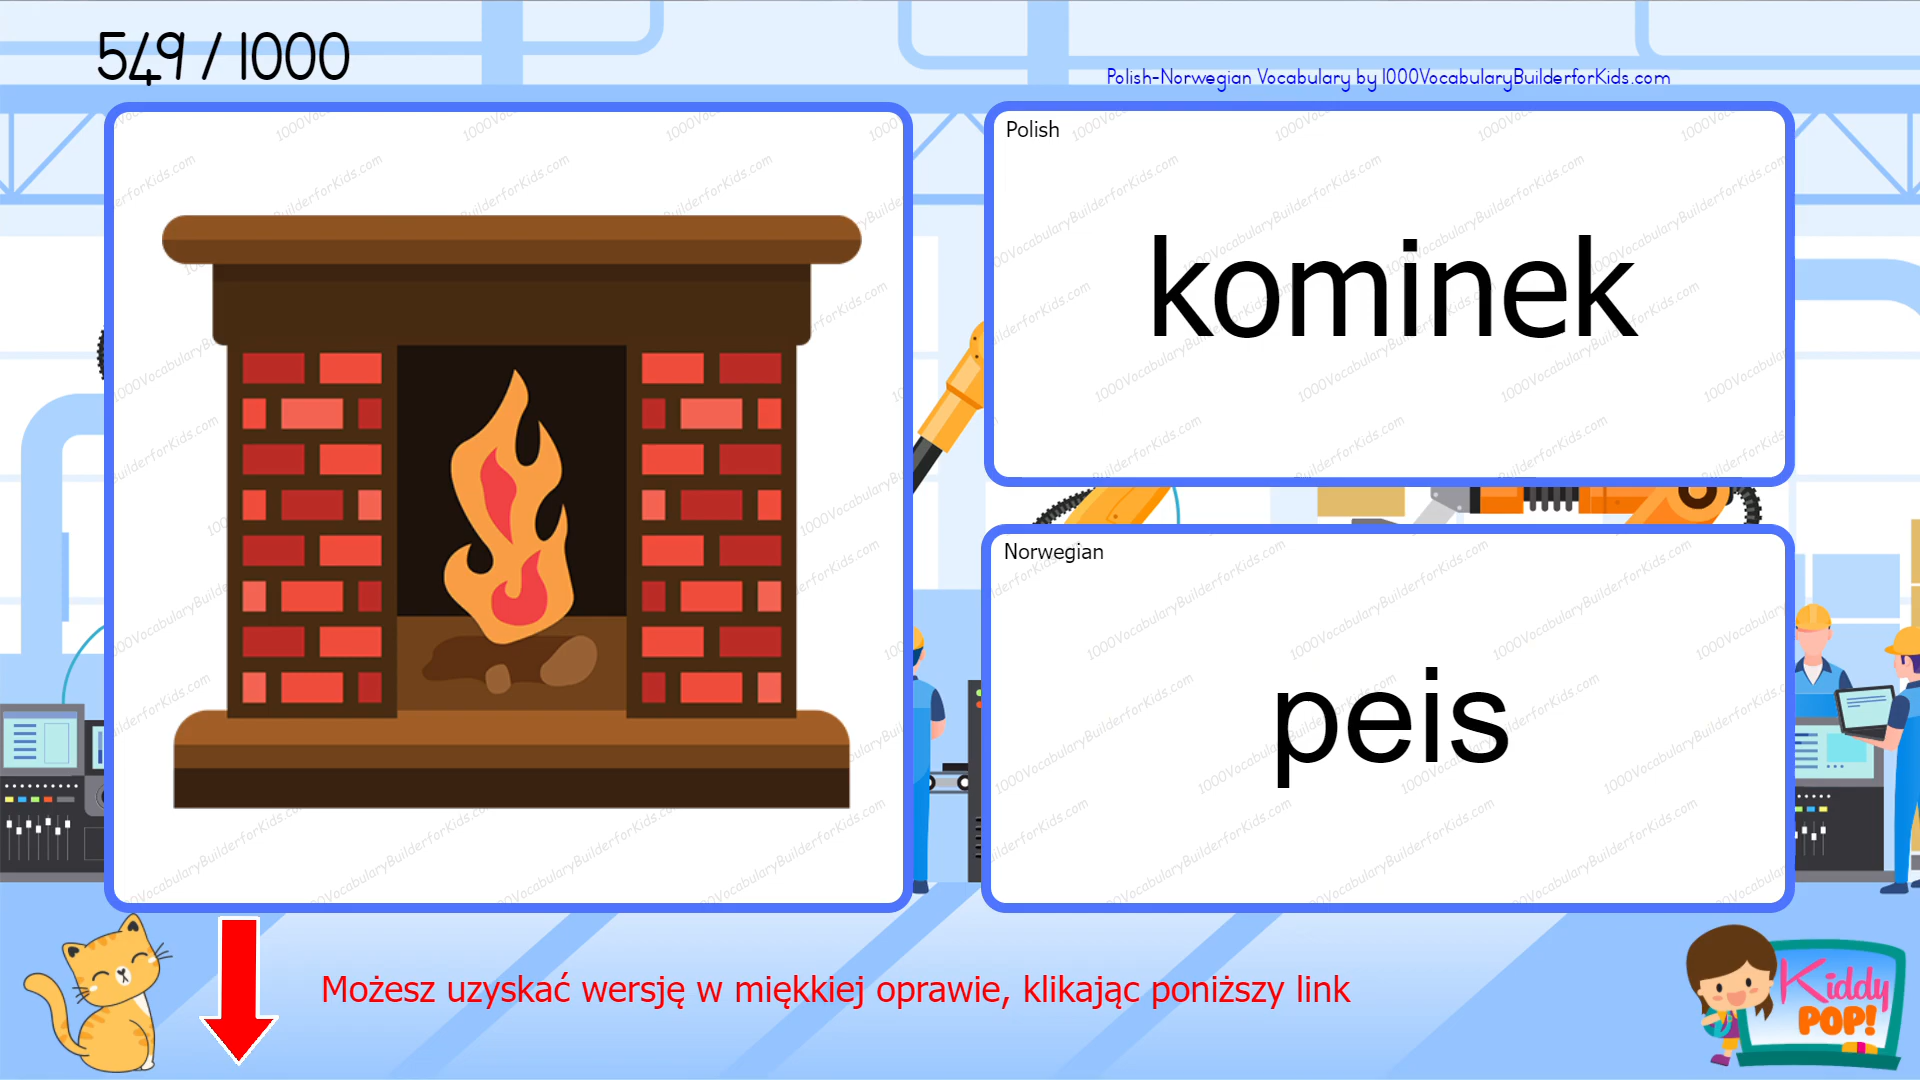 549 / 1000
Polish-Norwegian Vocabulary by 1000VocabularyBuilderforKids.com
Polish
kominek
Norwegian
peis
Możesz uzyskać wersję w miękkiej oprawie, klikając poniższy link
Kiddy
POP!